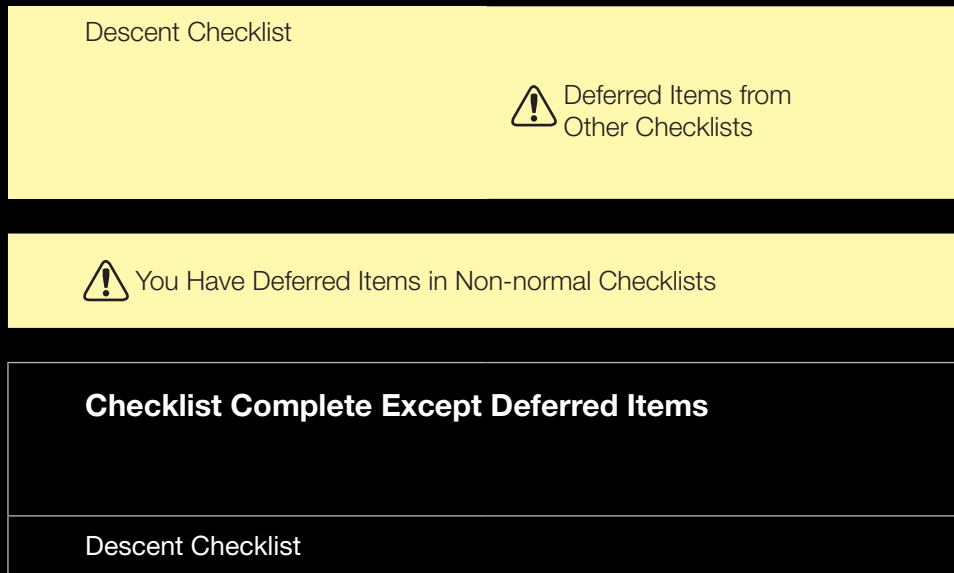 Descent Checklist
Deferred Items from
Other Checklists
You Have Deferred Items in Non-normal Checklists
Checklist Complete Except Deferred Items
Descent Checklist